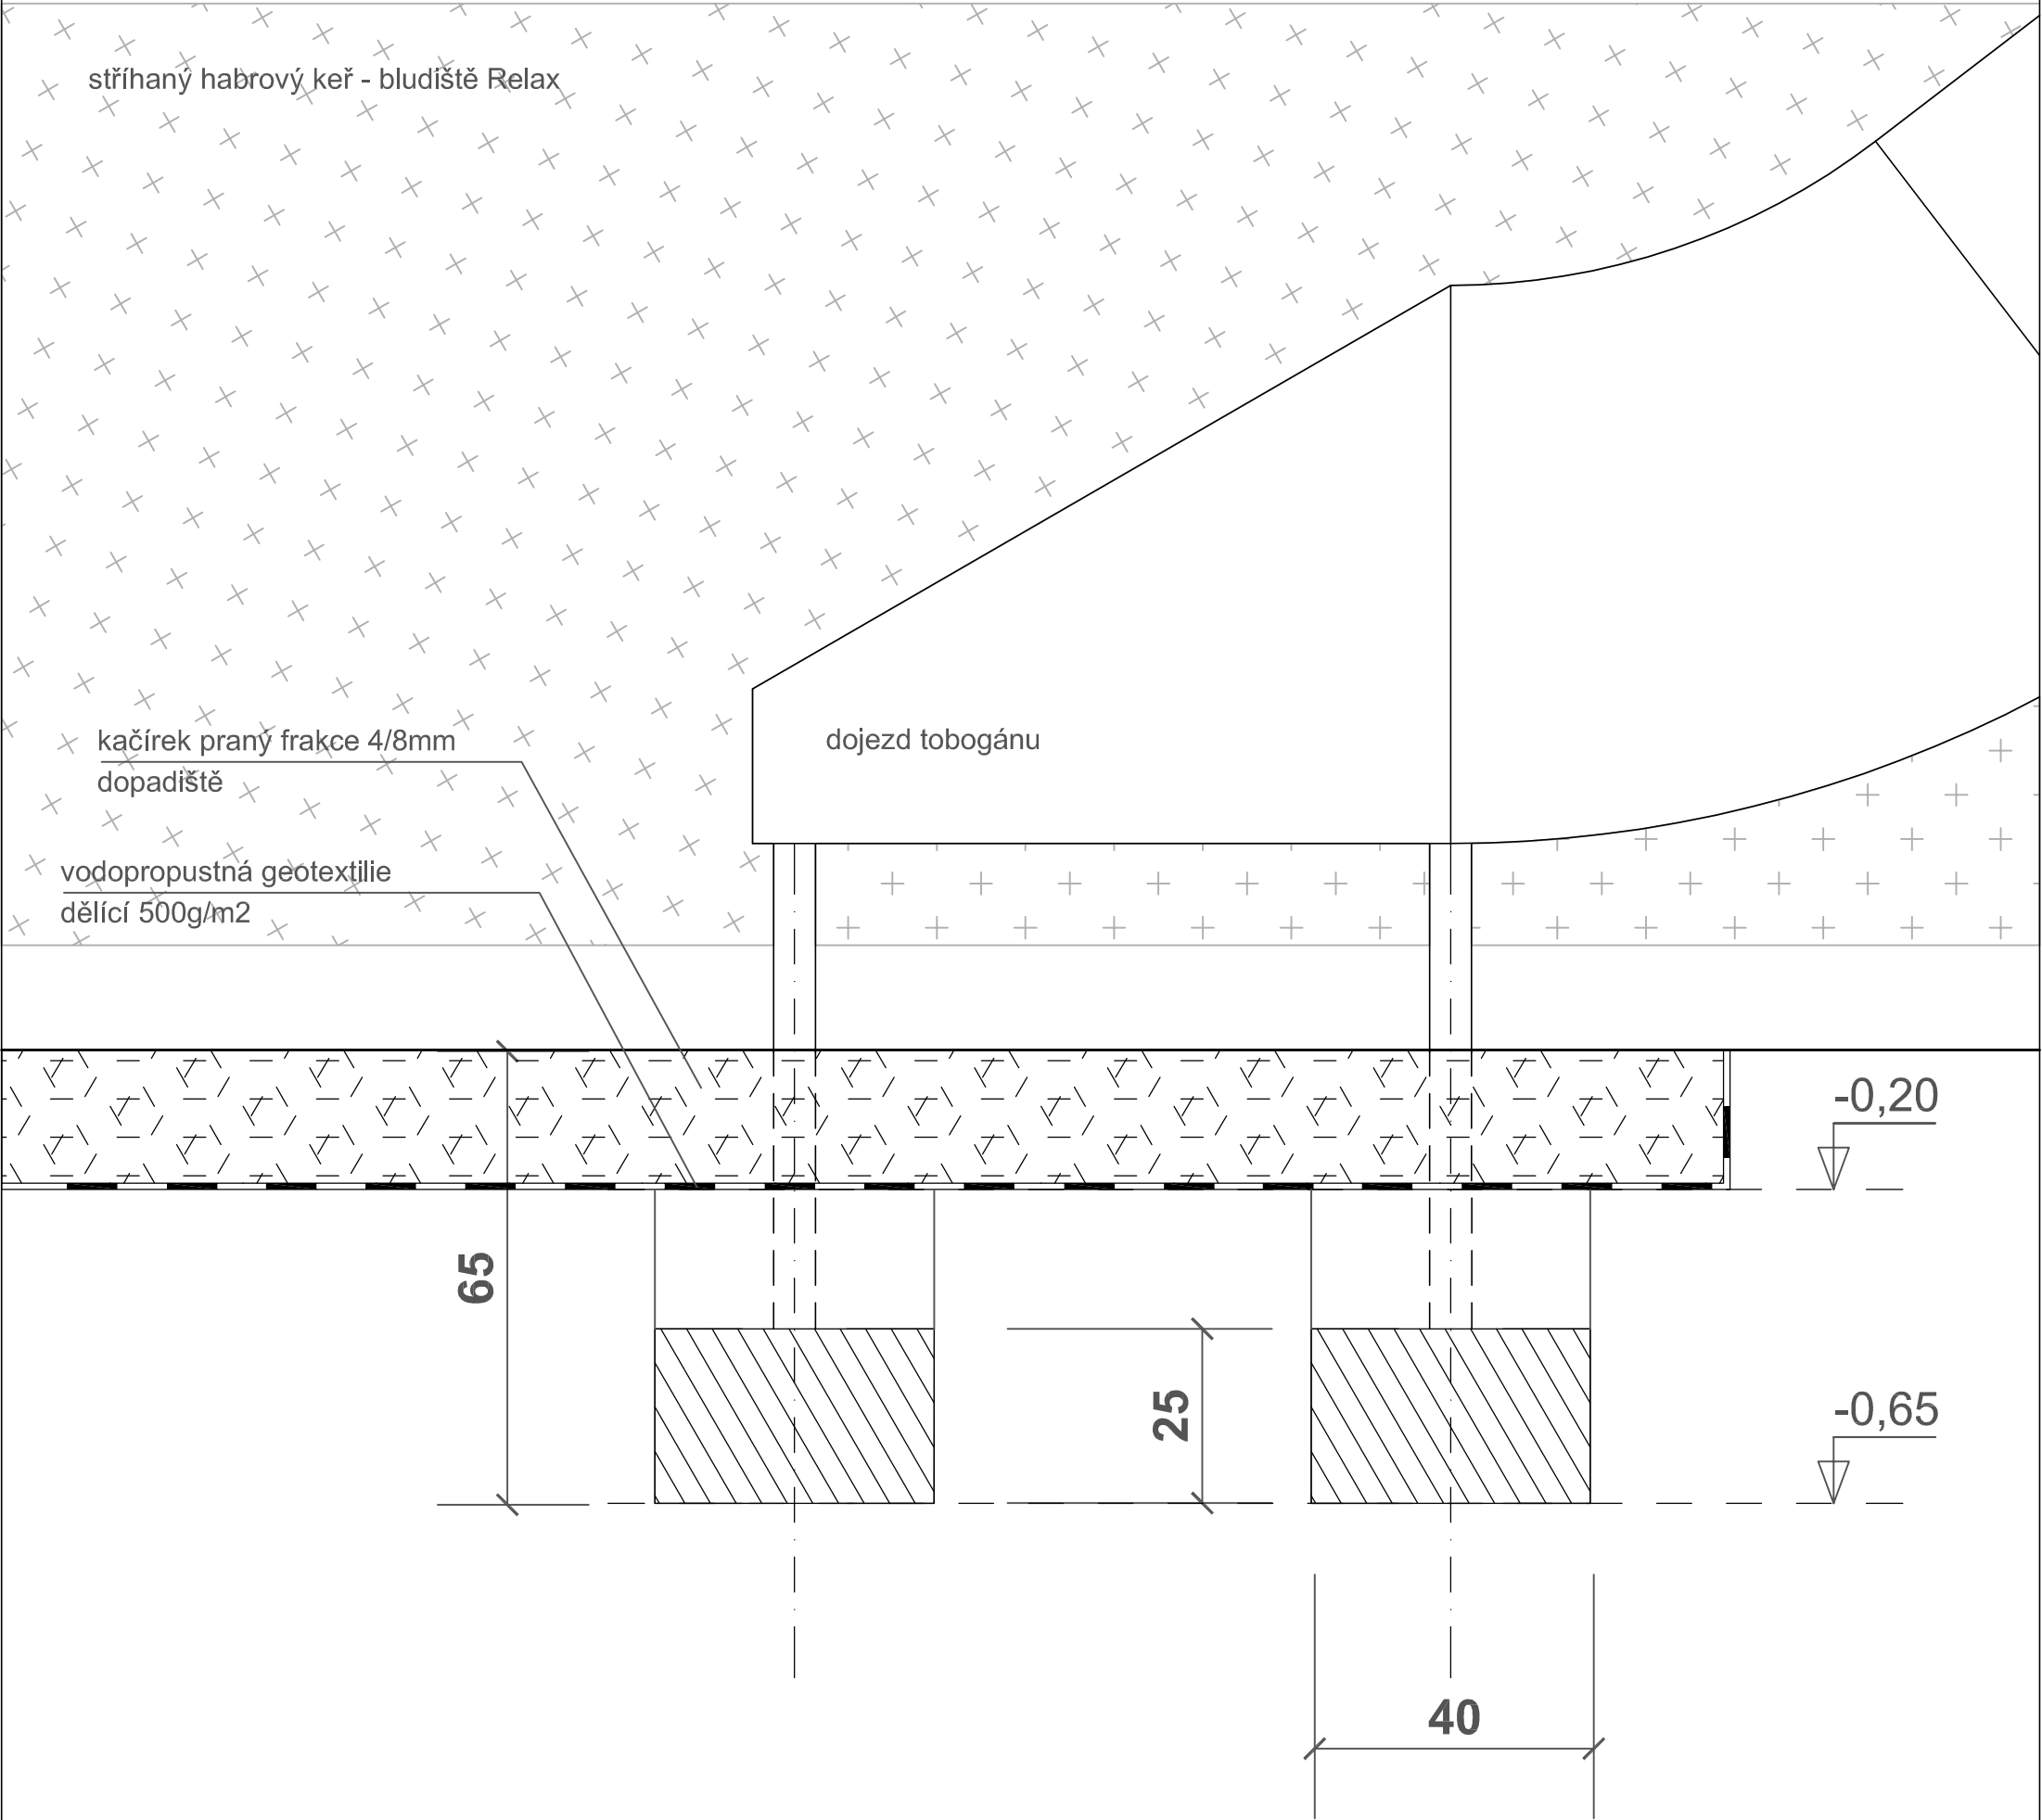 stříhaný habrový keř - bludiště Relax
kačírek praný frakce 4/8mm
dopadiště
dojezd tobogánu
vodopropustná geotextilie
dělící 500g/m2
-0,20
65
25
-0,65
40